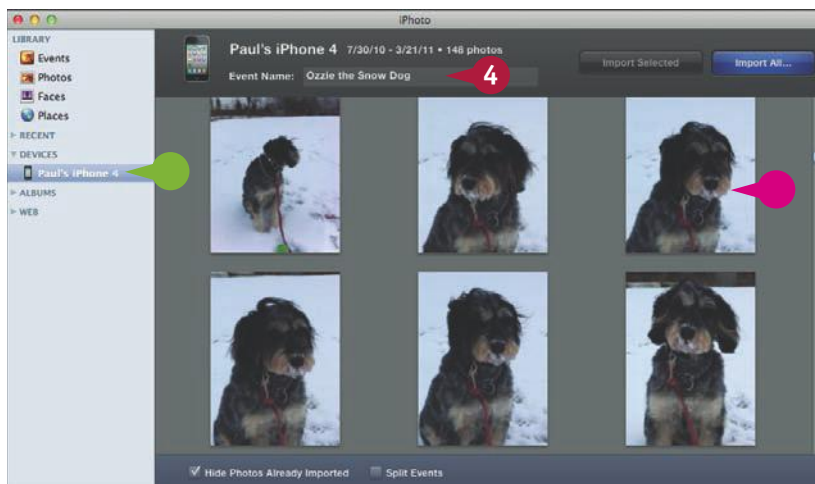 iPhoto
LIBRARY
Events
Photos
Faces
Places
RECENT
DEVICES
Paul's iPhone 4
ALBUMS
WEB
Paul's iPhone 4 7/30/10 - 3/21/11 • 148 photos
Event Name: Ozzie the Snow Dog
4
Import Selected
Import All...
Hide Photos Already Imported
Split Events